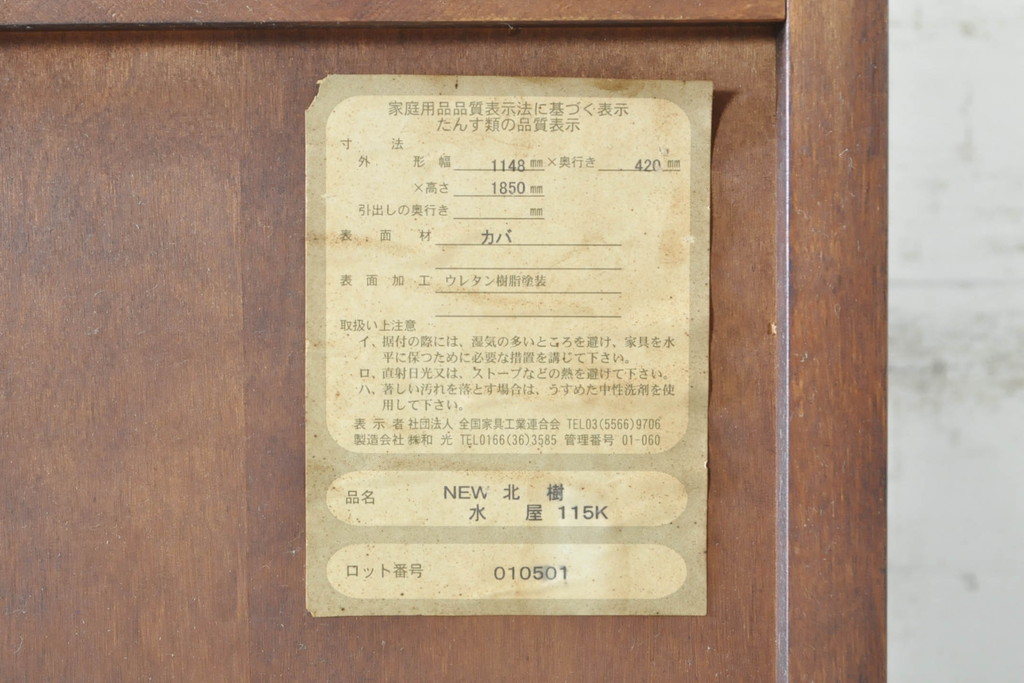 家庭用品品質表示法に基づく表示
たんす類の品質表示
寸法
外形幅 1148 mm × 奥行き 420 mm
×高さ 1850 mm
引出しの奥行き mm
表面材 カバ
表面加工 ウレタン樹脂塗装
取扱い上注意
イ、据付の際には、湿気の多いところを避け、家具を水
平に保つために必要な措置を講じて下さい。
ロ、直射日光又は、ストーブなどの熱を避けて下さい。
ハ、著しい汚れを落とす場合は、うすめた中性洗剤を使
用して下さい。
表示者 社団法人 全国家具工業連合会 TEL03(5566)9706
製造会社 ㈱和光 TEL0166(36)3585 管理番号 01-060
品名 NEW 北樹
水屋 115K
ロット番号 010501